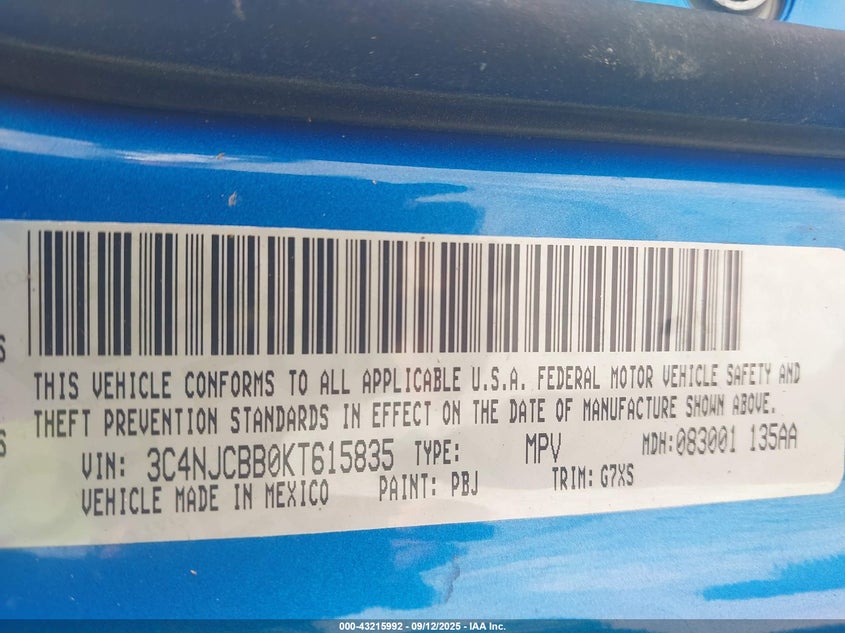 THIS VEHICLE CONFORMS TO ALL APPLICABLE U.S.A. FEDERAL MOTOR VEHICLE SAFETY AND
THEFT PREVENTION STANDARDS IN EFFECT ON THE DATE OF MANUFACTURE SHOWN ABOVE.
VIN: 3C4NJCBB0KT615835 TYPE: MPV MDH:083001 135AA
VEHICLE MADE IN MEXICO PAINT: PBJ TRIM: G7XS
000-43215992 - 09/12/2025 - IAA Inc.